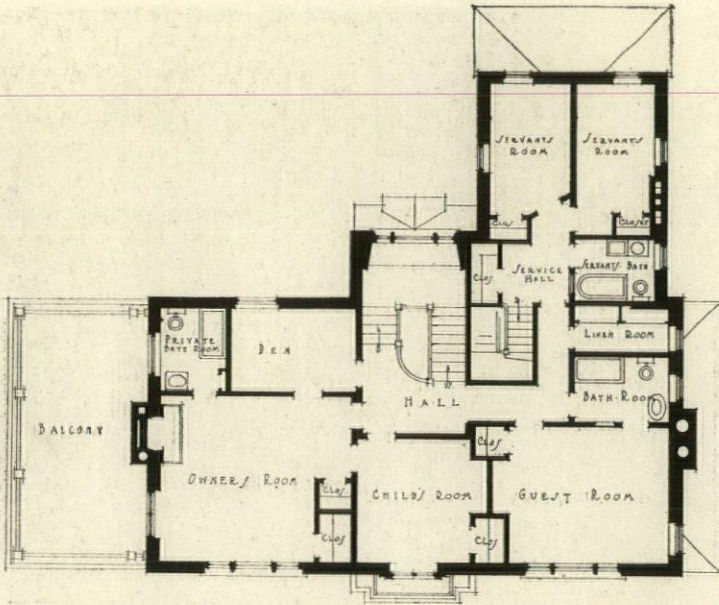 SERVANTS
ROOM
SERVANTS
ROOM
CLOS
CLOSET
CLOS.
SERVICE
HALL
SERVANTS. BATH
LINEN ROOM
PRIVATE
BATH ROOM
DEN
HALL
BATH-ROOM
BALCONY
OWNERS ROOM
CLOS.
CLOS
CHILD'S ROOM
CLOS
CLOS
GUEST ROOM